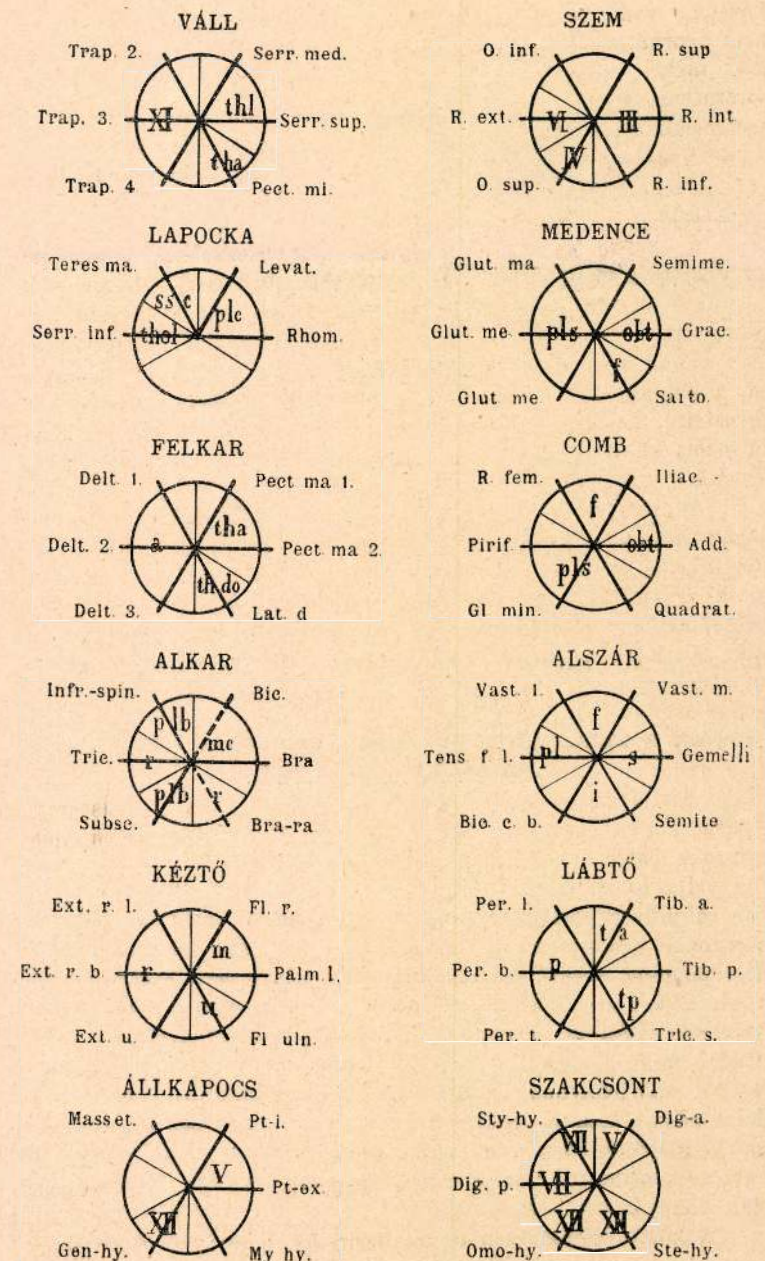 VÁLL
Trap. 2. Serr. med.
thl
Trap. 3. XI Serr. sup.
tha
Trap. 4 Pect. mi.
LAPOCKA
Teres ma. Levat.
ss c plc
Serr inf. thol Rhom.
FELKAR
Delt. 1. Pect ma 1.
tha
Delt. 2. a Pect ma 2.
th do
Delt. 3. Lat. d
ALKAR
Infr.-spin. Bic.
plb mc
Tric. r Bra
plb r
Subsc. Bra-ra
KÉZTŐ
Ext. r. l. Fl. r.
m
Ext. r. b. r Palm l.
u
Ext. u. Fl uln.
ÁLLKAPOCS
Masset. Pt-i.
V
Pt-ex
XII
Gen-hy. My hy.
SZEM
O. inf. R. sup
R. ext. VI III R. int
IV
O. sup. R. inf.
MEDENCE
Glut ma Semime.
Glut. me pls obt Grac.
f
Glut me Sarto.
COMB
R. fem. Iliac.
f
Pirif. obt Add.
pls
Gl min. Quadrat.
ALSZÁR
Vast. l. Vast. m.
f
Tens f l. pl s Gemelli
i
Bic. c. b. Semite
LÁBTŐ
Per. l. Tib. a.
t a
Per. b. p Tib. p.
tp
Per. t. Tric. s.
SZAKCSONT
Sty-hy. Dig-a.
VII V
Dig. p. VII
XII XII
Omo-hy. Ste-hy.